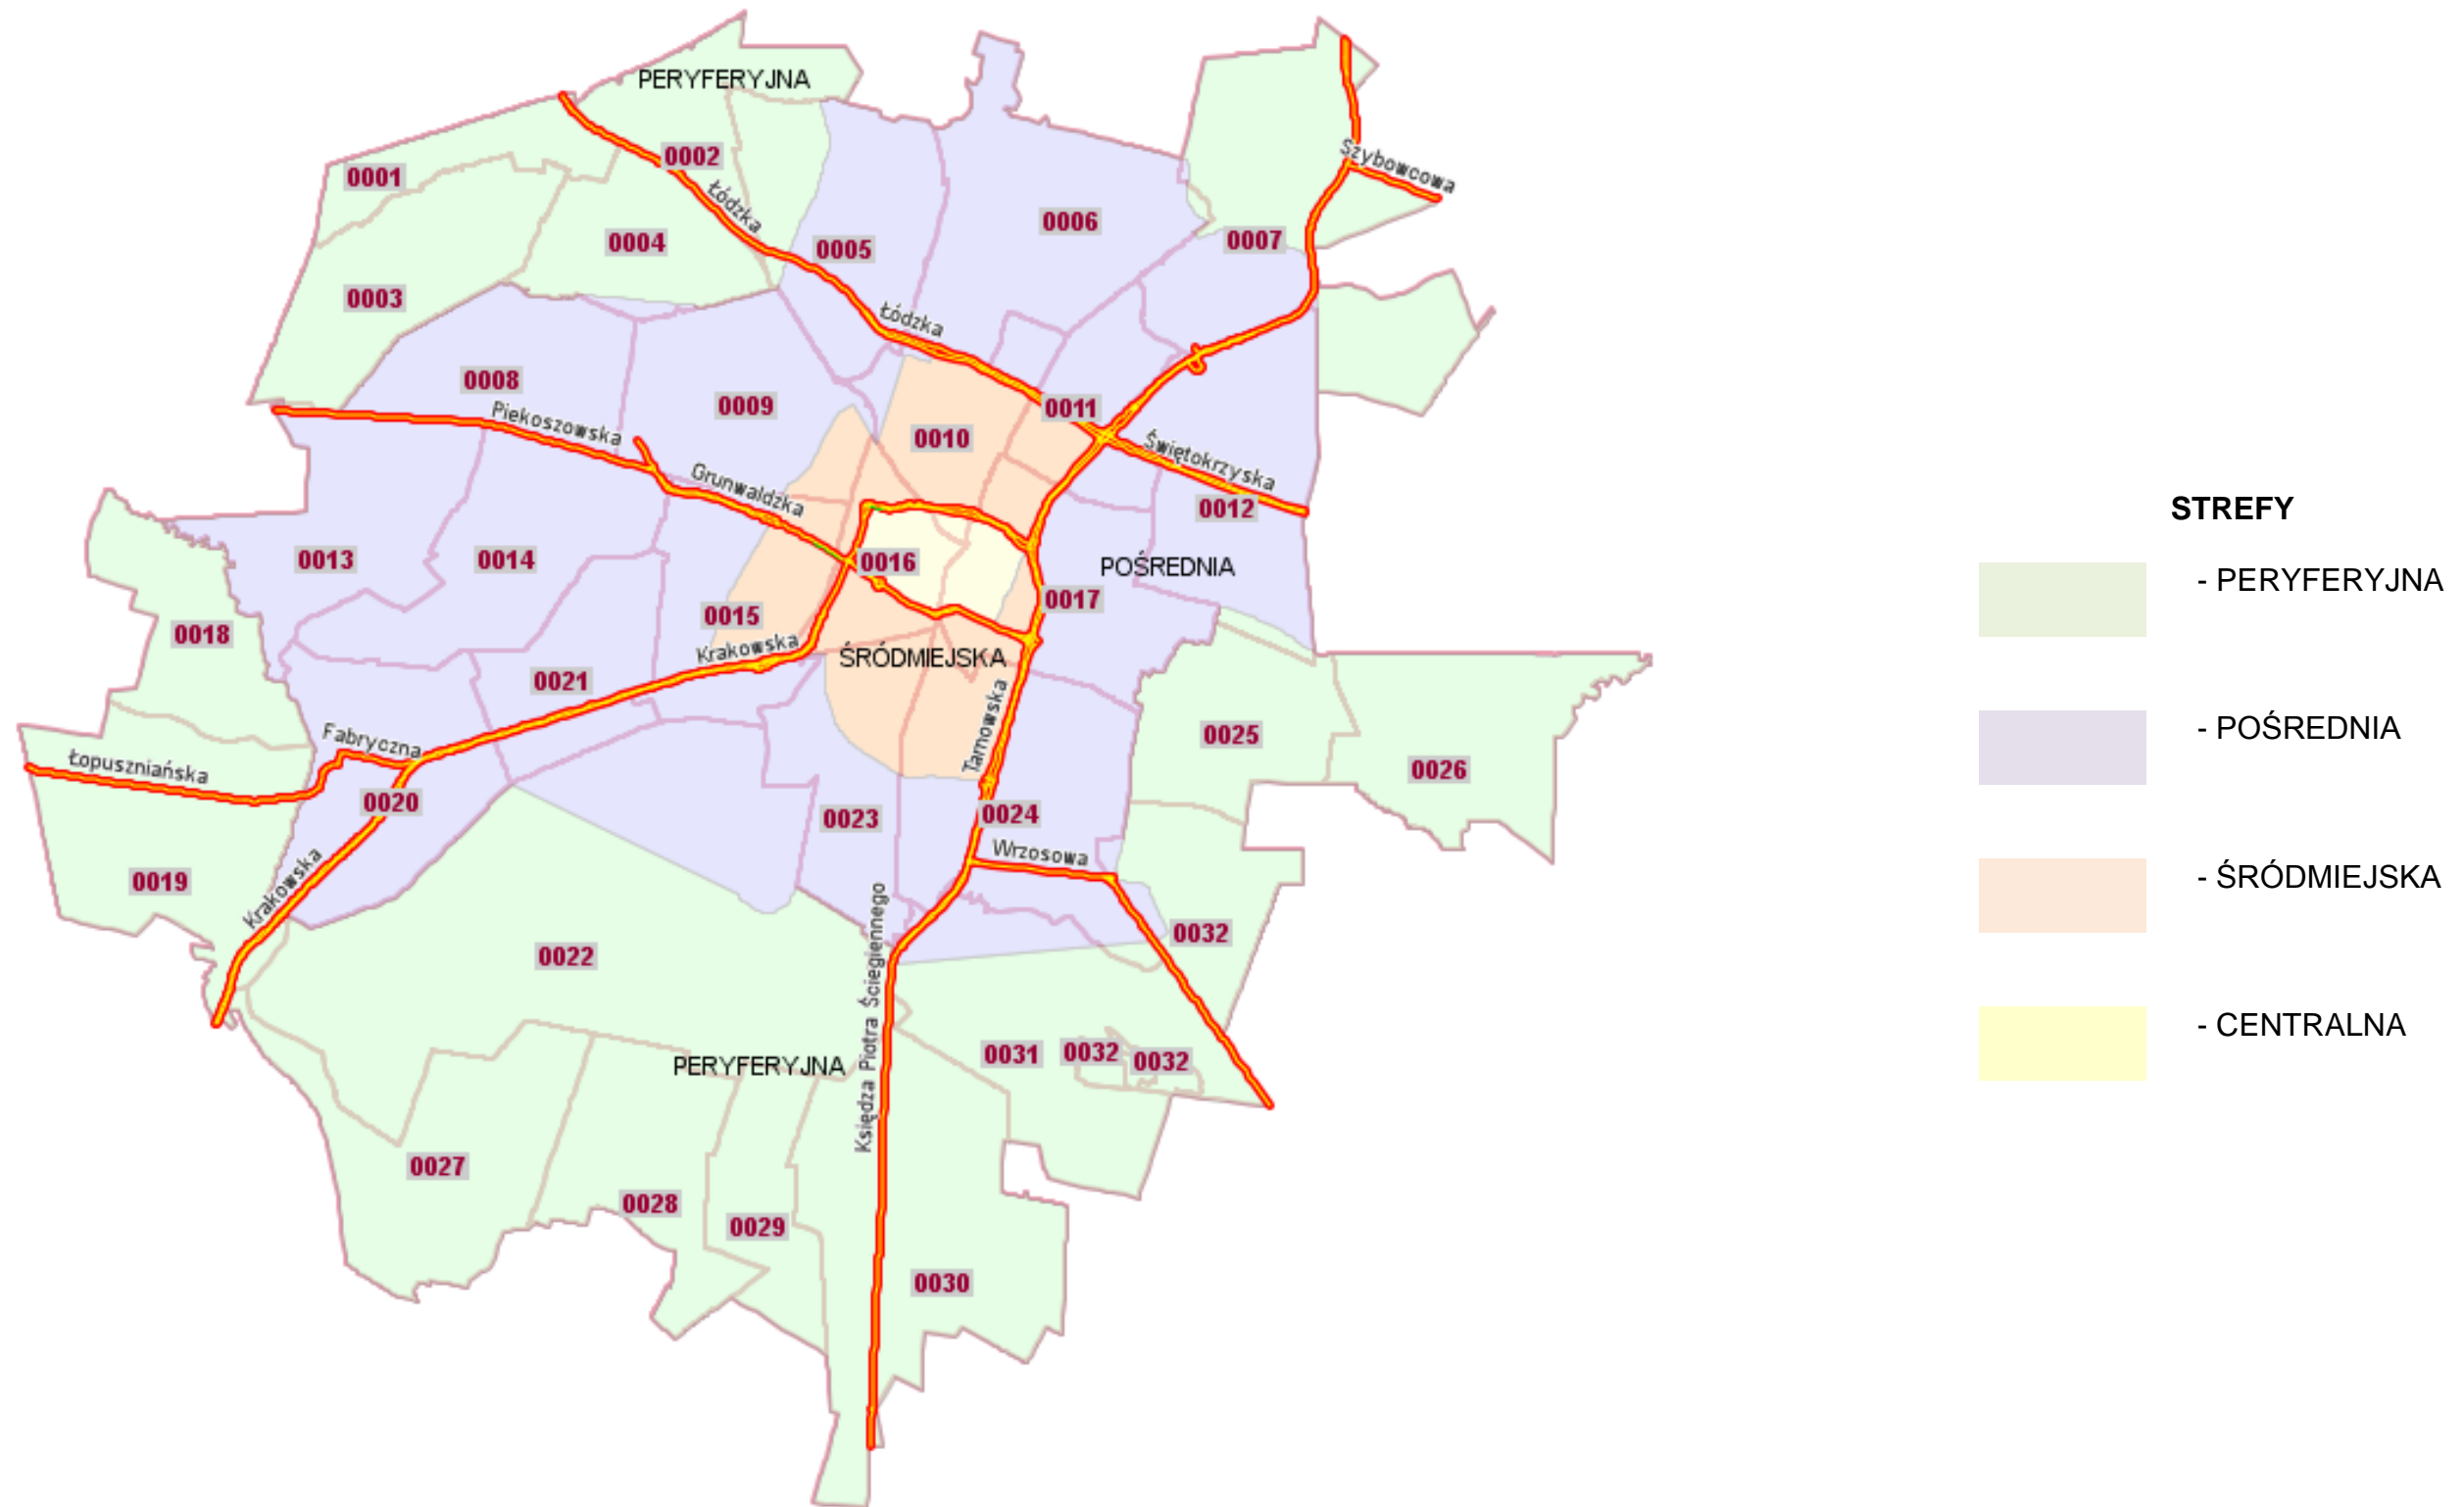 PERYFERYJNA
0002
Szybowcowa
0001
Łódzka
0006
0004
0005
0007
0003
Łódzka
0008
0009
0011
Piekoszowska
0010
Świętokrzyska
Grunwaldzka
0012
STREFY
0013
0014
0016
POŚREDNIA
- PERYFERYJNA
0017
0015
0018
Krakowska
ŚRÓDMIEJSKA
0021
Tarnowska
Fabryczna
0025
- POŚREDNIA
Łopuszniańska
0026
0020
0023
0024
Wrzosowa
0019
Krakowska
- ŚRÓDMIEJSKA
0032
0022
Księdza Piotra Ściegiennego
- CENTRALNA
0031
0032
0032
PERYFERYJNA
0027
0028
0029
0030